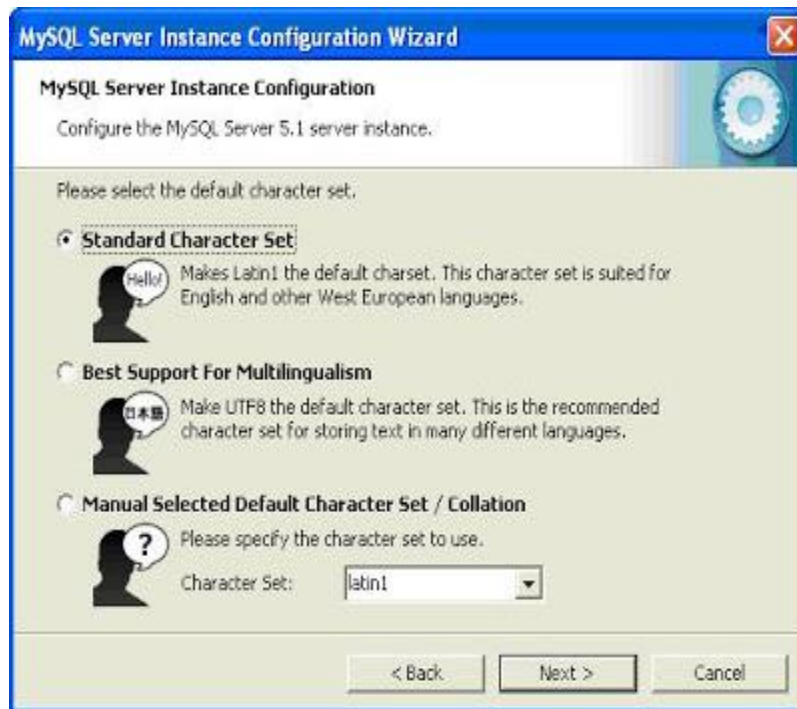 MySQL Server Instance Configuration Wizard
MySQL Server Instance Configuration
Configure the MySQL Server 5.1 server instance.
Please select the default character set.
Standard Character Set
Hello!
Makes Latin1 the default charset. This character set is suited for
English and other West European languages.
Best Support For Multilingualism
日本語
Make UTF8 the default character set. This is the recommended
character set for storing text in many different languages.
Manual Selected Default Character Set / Collation
?
Please specify the character set to use.
Character Set: latin1
< Back Next > Cancel